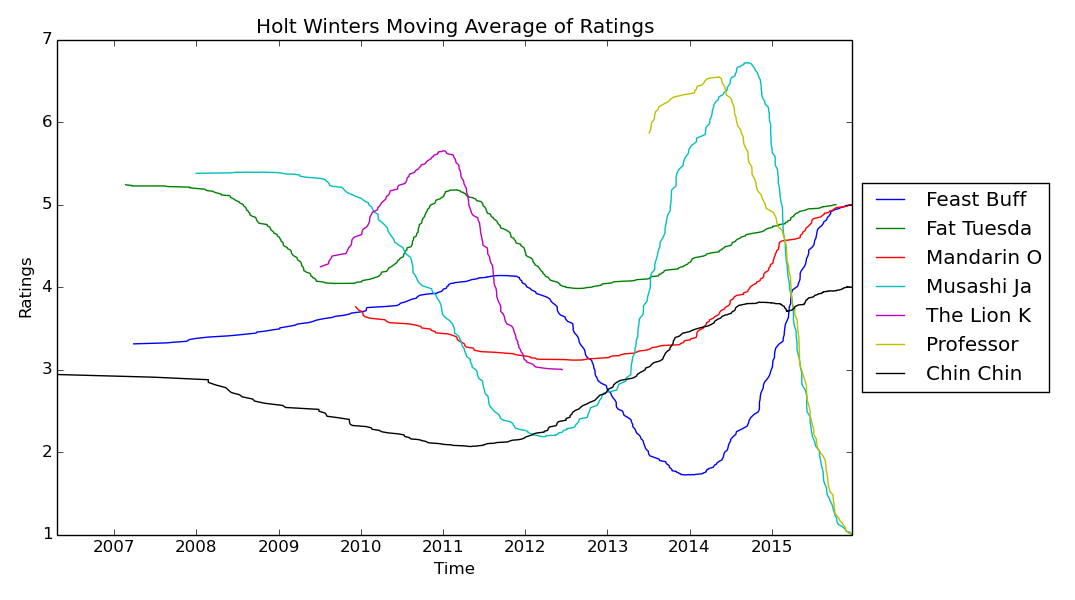 Holt Winters Moving Average of Ratings
7
6
5
4
3
2
1
Ratings
2007 2008 2009 2010 2011 2012 2013 2014 2015
Time
Feast Buff
Fat Tuesda
Mandarin O
Musashi Ja
The Lion K
Professor
Chin Chin